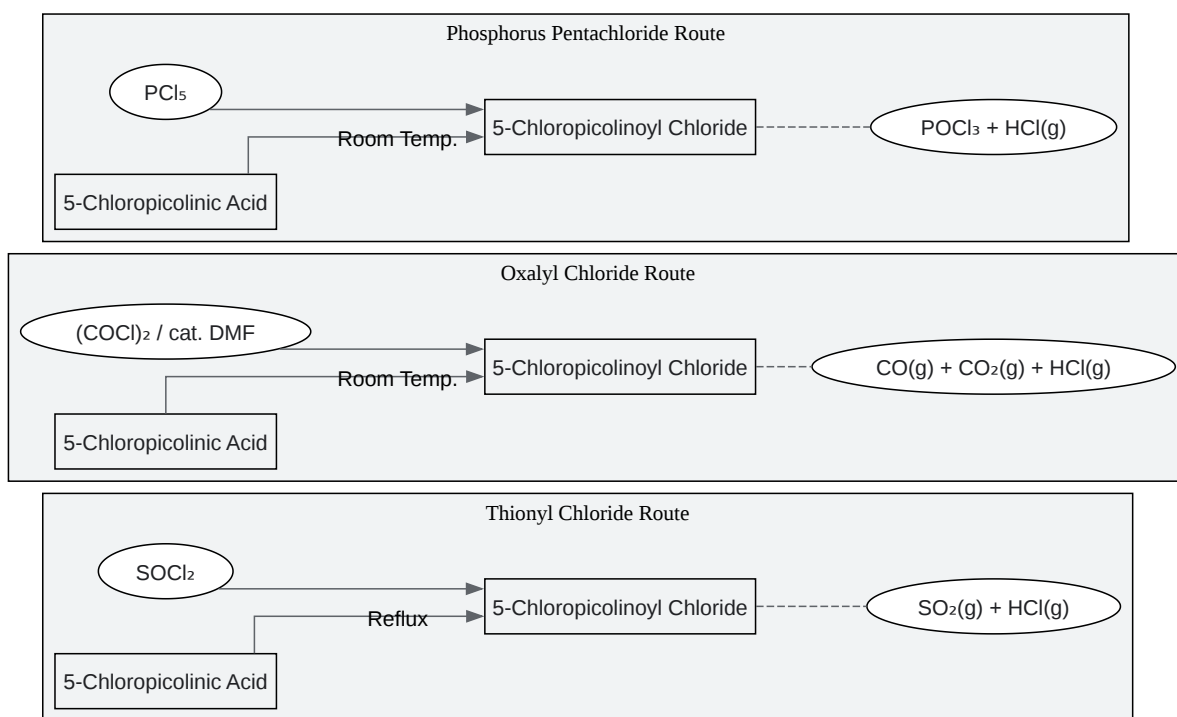 Phosphorus Pentachloride Route
PCl₅
5-Chloropicolinoyl Chloride
POCl₃ + HCl(g)
Room Temp.
5-Chloropicolinic Acid
Oxalyl Chloride Route
(COCl)₂ / cat. DMF
5-Chloropicolinoyl Chloride
CO(g) + CO₂(g) + HCl(g)
Room Temp.
5-Chloropicolinic Acid
Thionyl Chloride Route
SOCl₂
5-Chloropicolinoyl Chloride
SO₂(g) + HCl(g)
Reflux
5-Chloropicolinic Acid